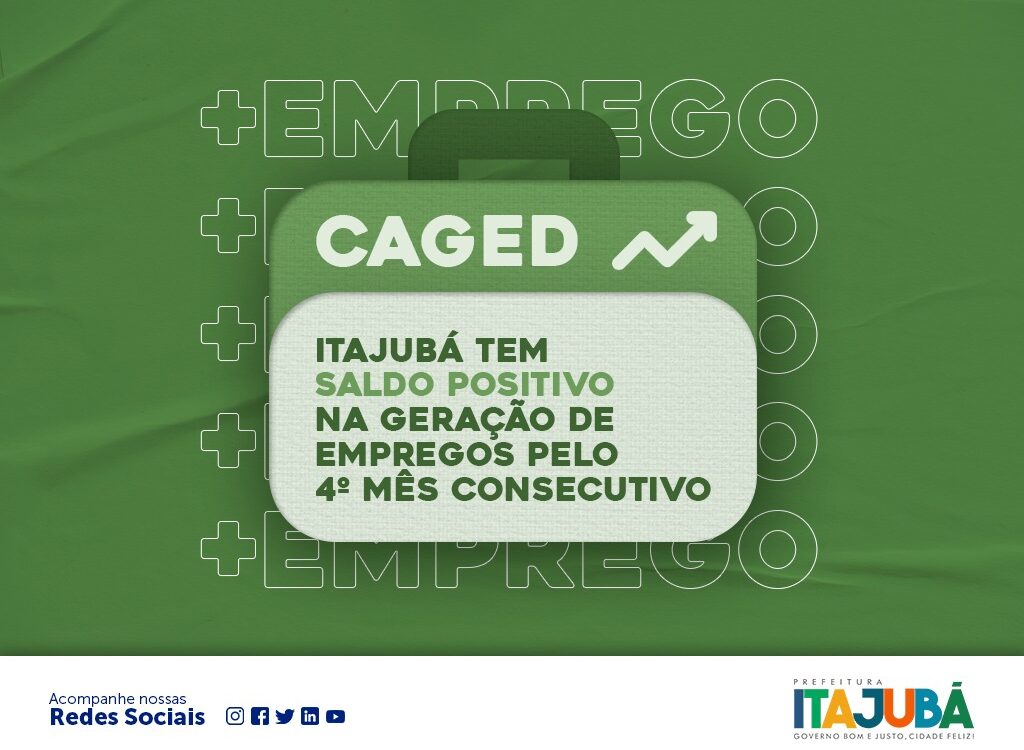 +EMPREGO
CAGED
ITAJUBÁ TEM
SALDO POSITIVO
NA GERAÇÃO DE
EMPREGOS PELO
4º MÊS CONSECUTIVO
+EMPREGO
Acompanhe nossas
Redes Sociais
PREFEITURA
ITAJUBÁ
GOVERNO BOM E JUSTO, CIDADE FELIZ!